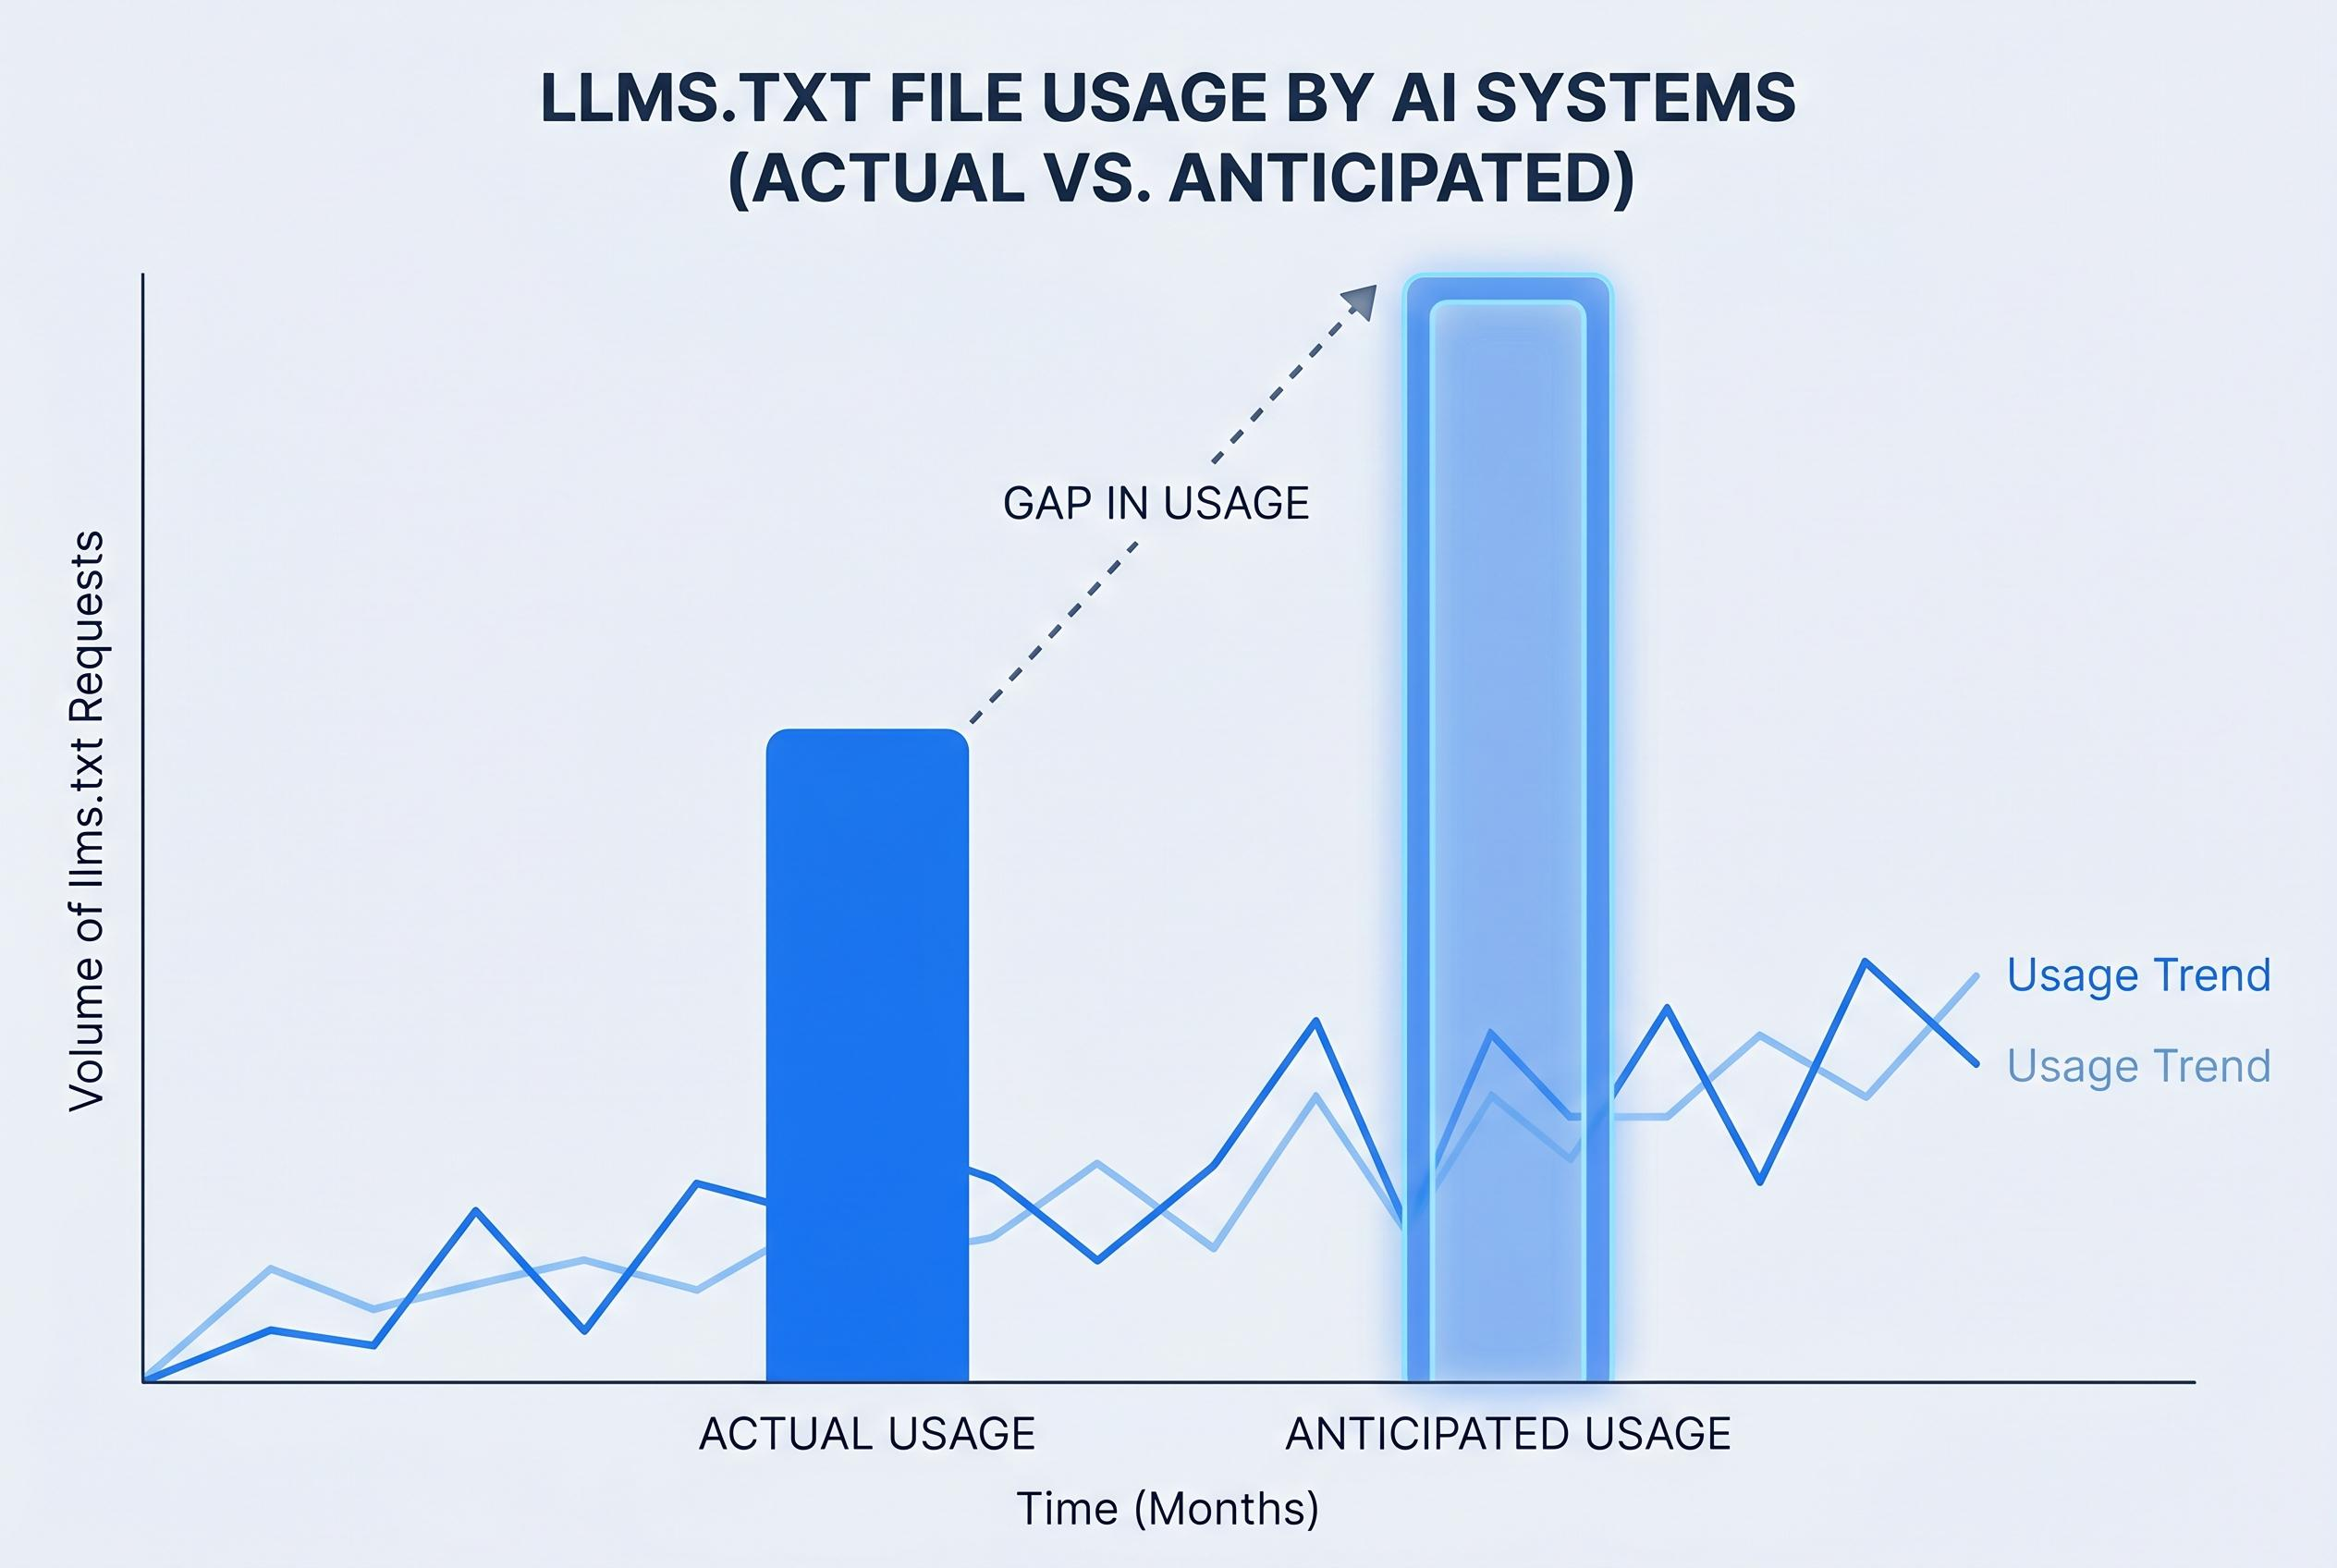 LLMS.TXT FILE USAGE BY AI SYSTEMS
(ACTUAL VS. ANTICIPATED)
GAP IN USAGE
Volume of llms.txt Requests
Usage Trend
Usage Trend
ACTUAL USAGE
ANTICIPATED USAGE
Time (Months)